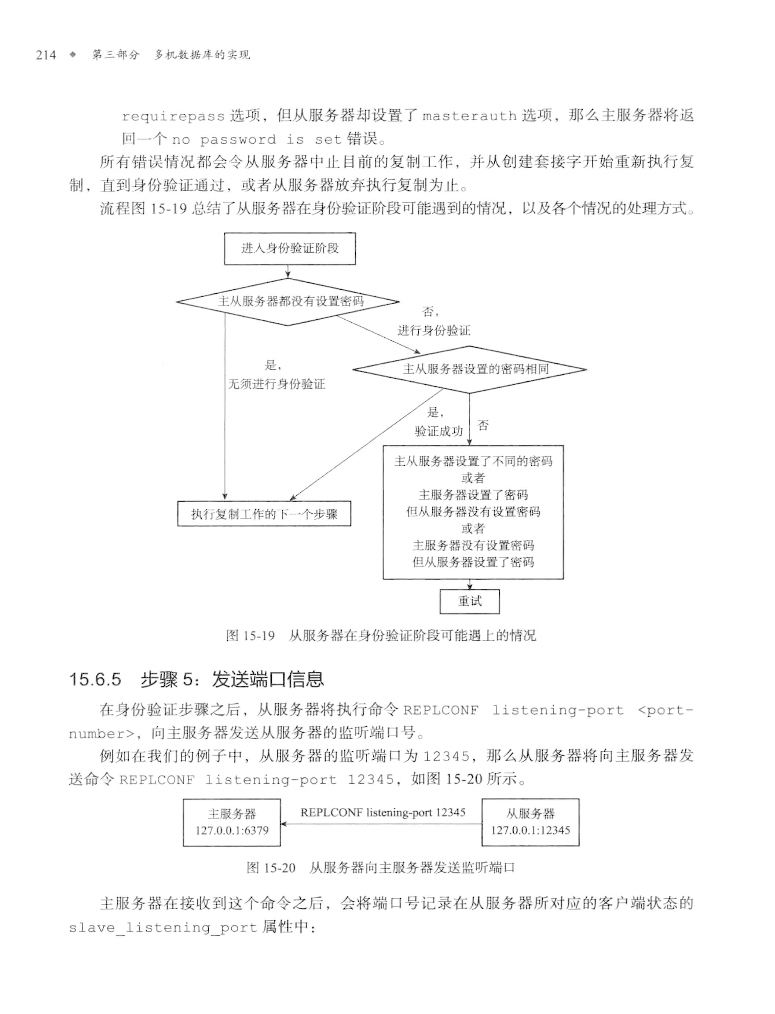 214 ◆ 第三部分 多机数据库的实现
requirepass 选项，但从服务器却设置了 masterauth 选项，那么主服务器将返
回一个 no password is set 错误。
所有错误情况都会令从服务器中止目前的复制工作，并从创建套接字开始重新执行复
制，直到身份验证通过，或者从服务器放弃执行复制为止。
流程图 15-19 总结了从服务器在身份验证阶段可能遇到的情况，以及各个情况的处理方式。
进入身份验证阶段
主从服务器都没有设置密码
否，
进行身份验证
是，
无须进行身份验证
主从服务器设置的密码相同
是，
验证成功
否
主从服务器设置了不同的密码
或者
主服务器设置了密码
但从服务器没有设置密码
或者
主服务器没有设置密码
但从服务器设置了密码
执行复制工作的下一个步骤
重试
图 15-19 从服务器在身份验证阶段可能遇上的情况
15.6.5 步骤 5：发送端口信息
在身份验证步骤之后，从服务器将执行命令 REPLCONF listening-port <port-
number>，向主服务器发送从服务器的监听端口号。
例如在我们的例子中，从服务器的监听端口为 12345，那么从服务器将向主服务器发
送命令 REPLCONF listening-port 12345，如图 15-20 所示。
主服务器
127.0.0.1:6379
REPLCONF listening-port 12345
从服务器
127.0.0.1:12345
图 15-20 从服务器向主服务器发送监听端口
主服务器在接收到这个命令之后，会将端口号记录在从服务器所对应的客户端状态的
slave_listening_port 属性中：